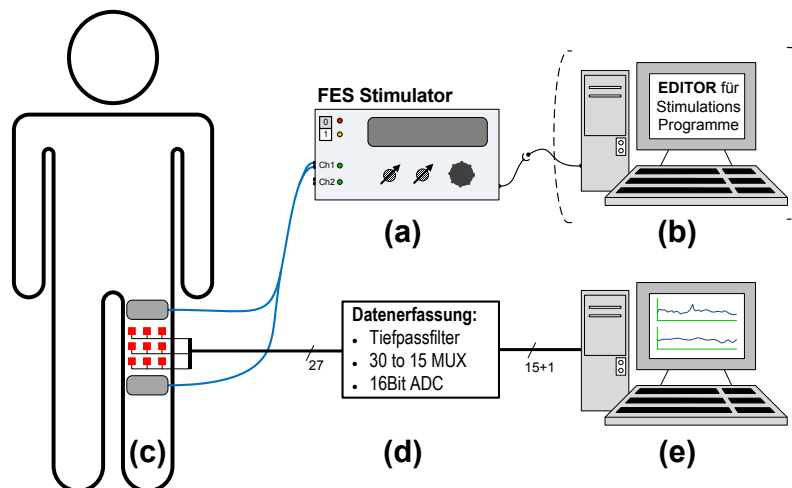 FES Stimulator
0
1
Ch1
Ch2
(a)
EDITOR für
Stimulations
Programme
(b)
(c)
27
Datenerfassung:
• Tiefpassfilter
• 30 to 15 MUX
• 16Bit ADC
(d)
15+1
(e)